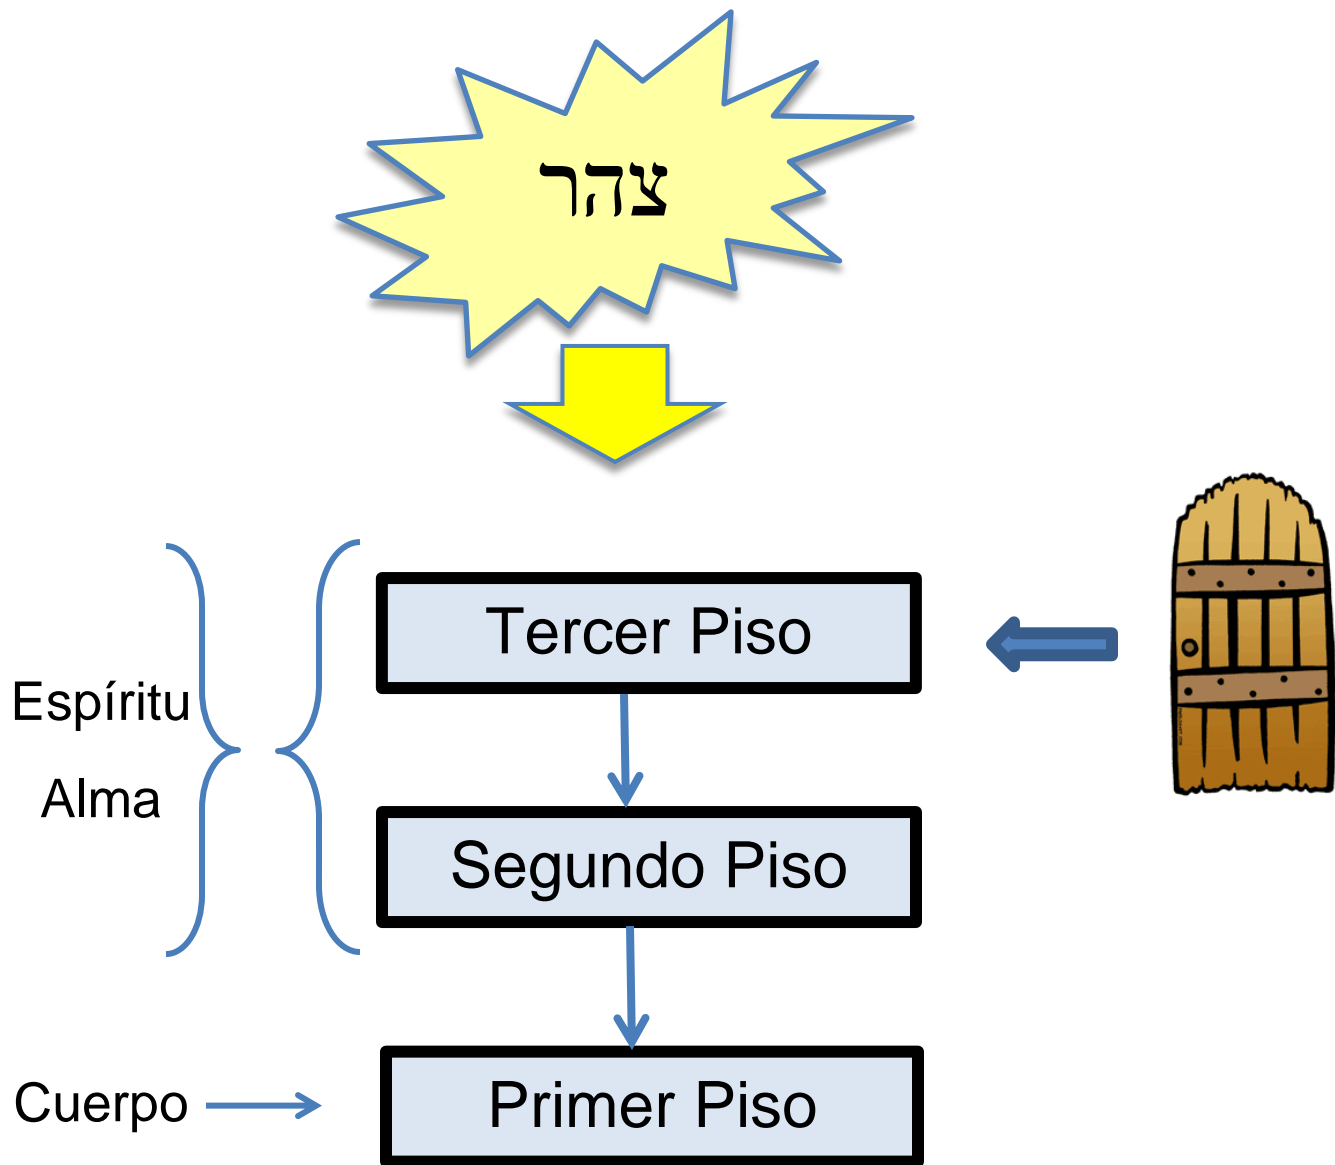 צהר
Tercer Piso
Espíritu
Alma
Segundo Piso
Cuerpo
Primer Piso